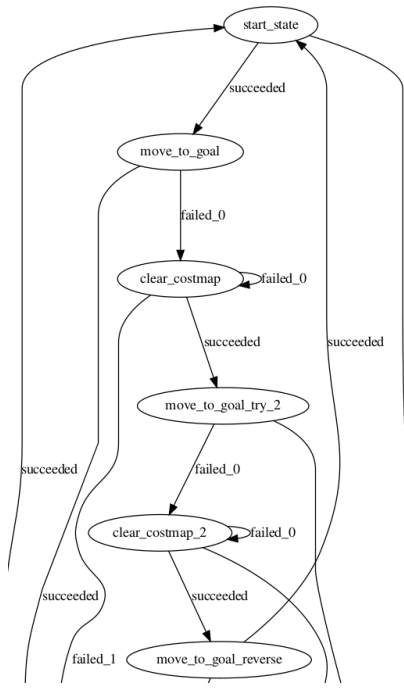 start_state
succeeded
move_to_goal
failed_0
clear_costmap
failed_0
succeeded
succeeded
move_to_goal_try_2
succeeded
failed_0
clear_costmap_2
failed_0
succeeded
succeeded
failed_1
move_to_goal_reverse